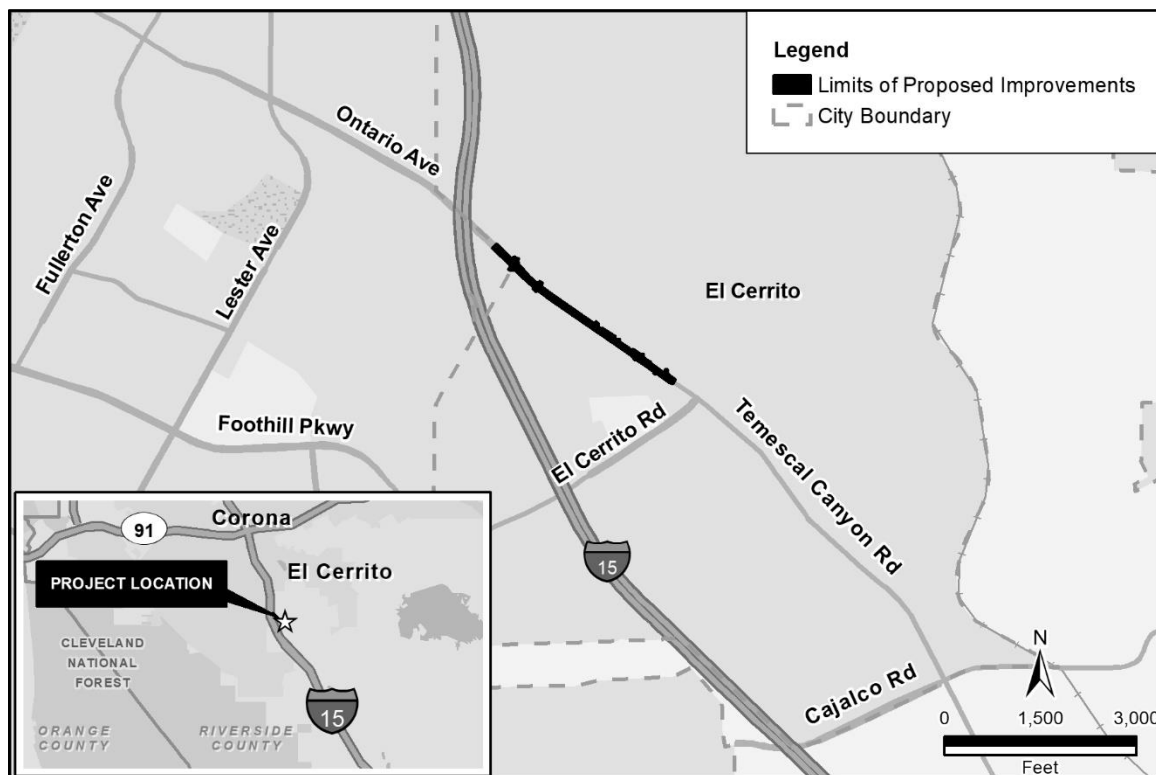 Legend
Limits of Proposed Improvements
City Boundary
Ontario Ave
Fullerton Ave
Lester Ave
El Cerrito
Foothill Pkwy
El Cerrito Rd
Temescal Canyon Rd
15
Cajalco Rd
N
0 1,500 3,000
Feet
91
Corona
El Cerrito
PROJECT LOCATION
CLEVELAND
NATIONAL
FOREST
ORANGE
COUNTY
RIVERSIDE
COUNTY
15